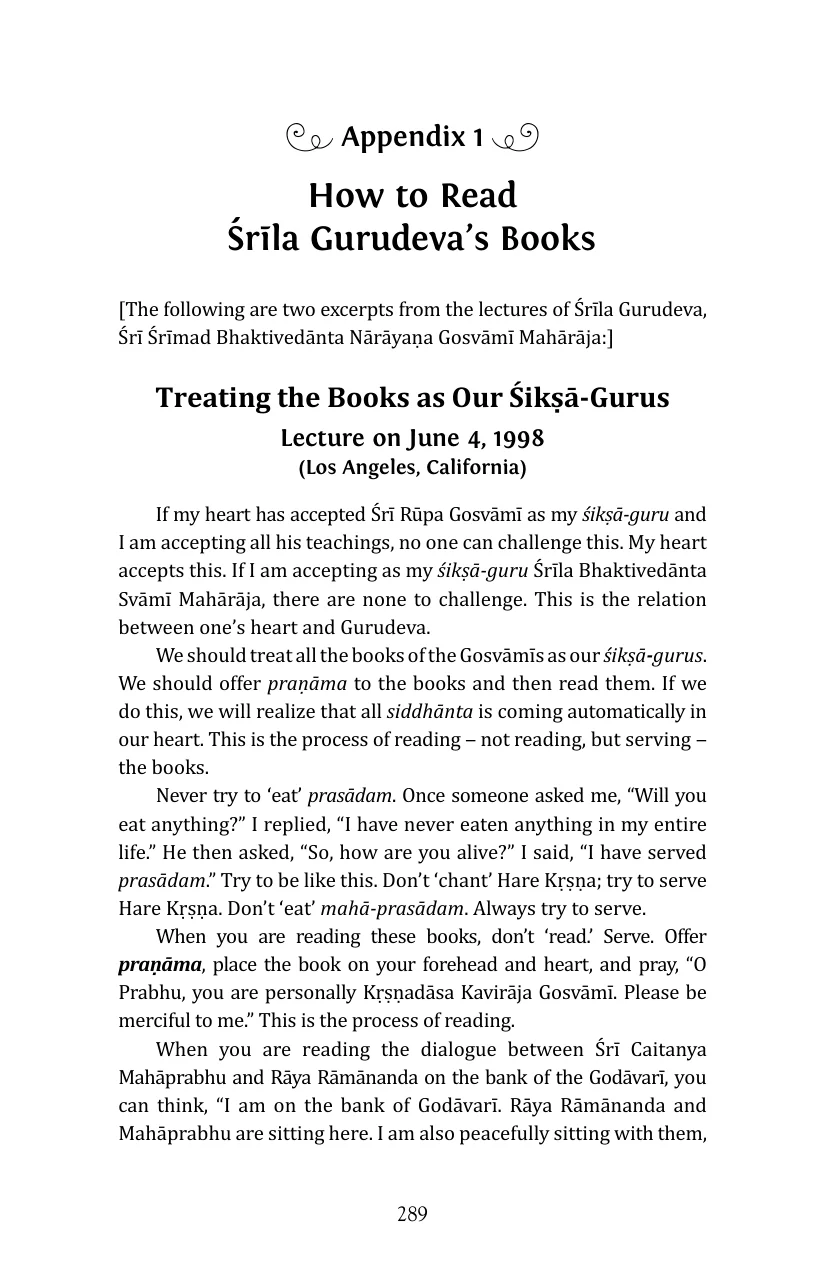 Appendix 1
How to Read
Śrīla Gurudeva’s Books
[The following are two excerpts from the lectures of Śrīla Gurudeva,
Śrī Śrīmad Bhaktivedānta Nārāyaṇa Gosvāmī Mahārāja:]
Treating the Books as Our Śikṣā-Gurus
Lecture on June 4, 1998
(Los Angeles, California)
If my heart has accepted Śrī Rūpa Gosvāmī as my śikṣā-guru and
I am accepting all his teachings, no one can challenge this. My heart
accepts this. If I am accepting as my śikṣā-guru Śrīla Bhaktivedānta
Svāmī Mahārāja, there are none to challenge. This is the relation
between one’s heart and Gurudeva.
We should treat all the books of the Gosvāmīs as our śikṣā-gurus.
We should offer praṇāma to the books and then read them. If we
do this, we will realize that all siddhānta is coming automatically in
our heart. This is the process of reading – not reading, but serving –
the books.
Never try to ‘eat’ prasādam. Once someone asked me, “Will you
eat anything?” I replied, “I have never eaten anything in my entire
life.” He then asked, “So, how are you alive?” I said, “I have served
prasādam.” Try to be like this. Don’t ‘chant’ Hare Kṛṣṇa; try to serve
Hare Kṛṣṇa. Don’t ‘eat’ mahā-prasādam. Always try to serve.
When you are reading these books, don’t ‘read.’ Serve. Offer
praṇāma, place the book on your forehead and heart, and pray, “O
Prabhu, you are personally Kṛṣṇadāsa Kavirāja Gosvāmī. Please be
merciful to me.” This is the process of reading.
When you are reading the dialogue between Śrī Caitanya
Mahāprabhu and Rāya Rāmānanda on the bank of the Godāvarī, you
can think, “I am on the bank of Godāvarī. Rāya Rāmānanda and
Mahāprabhu are sitting here. I am also peacefully sitting with them,
289